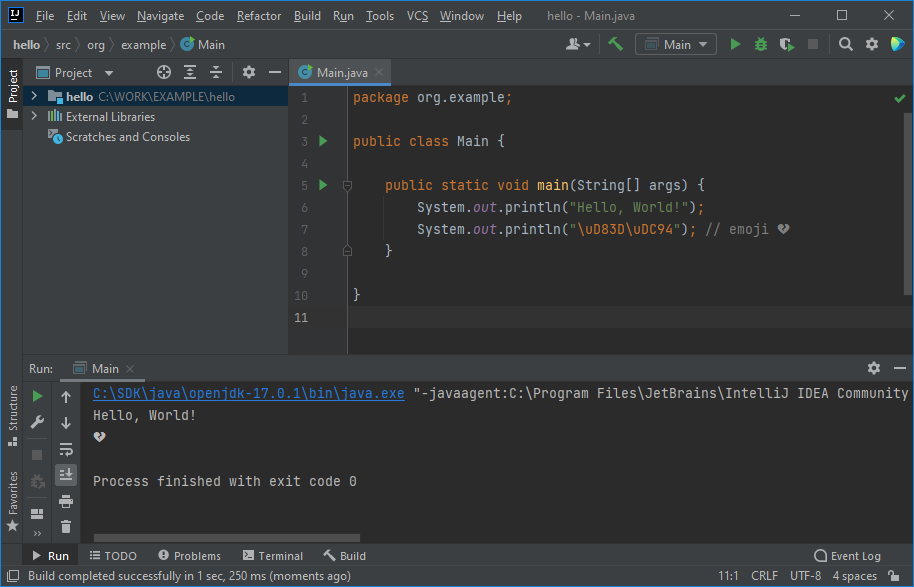 File Edit View Navigate Code Refactor Build Run Tools VCS Window Help hello - Main.java
hello src org example Main
Main
Project
Project
Main.java
hello C:\WORK\EXAMPLE\hello
External Libraries
Scratches and Consoles
1 package org.example;
2
3 public class Main {
4
5 public static void main(String[] args) {
6 System.out.println("Hello, World!");
7 System.out.println("\uD83D\uDC94"); // emoji 💔
8 }
9
10 }
11
Run: Main
C:\SDK\java\openjdk-17.0.1\bin\java.exe "-javaagent:C:\Program Files\JetBrains\IntelliJ IDEA Community
Hello, World!
💔
Process finished with exit code 0
Structure
Favorites
Run TODO Problems Terminal Build Event Log
Build completed successfully in 1 sec, 250 ms (moments ago) 11:1 CRLF UTF-8 4 spaces